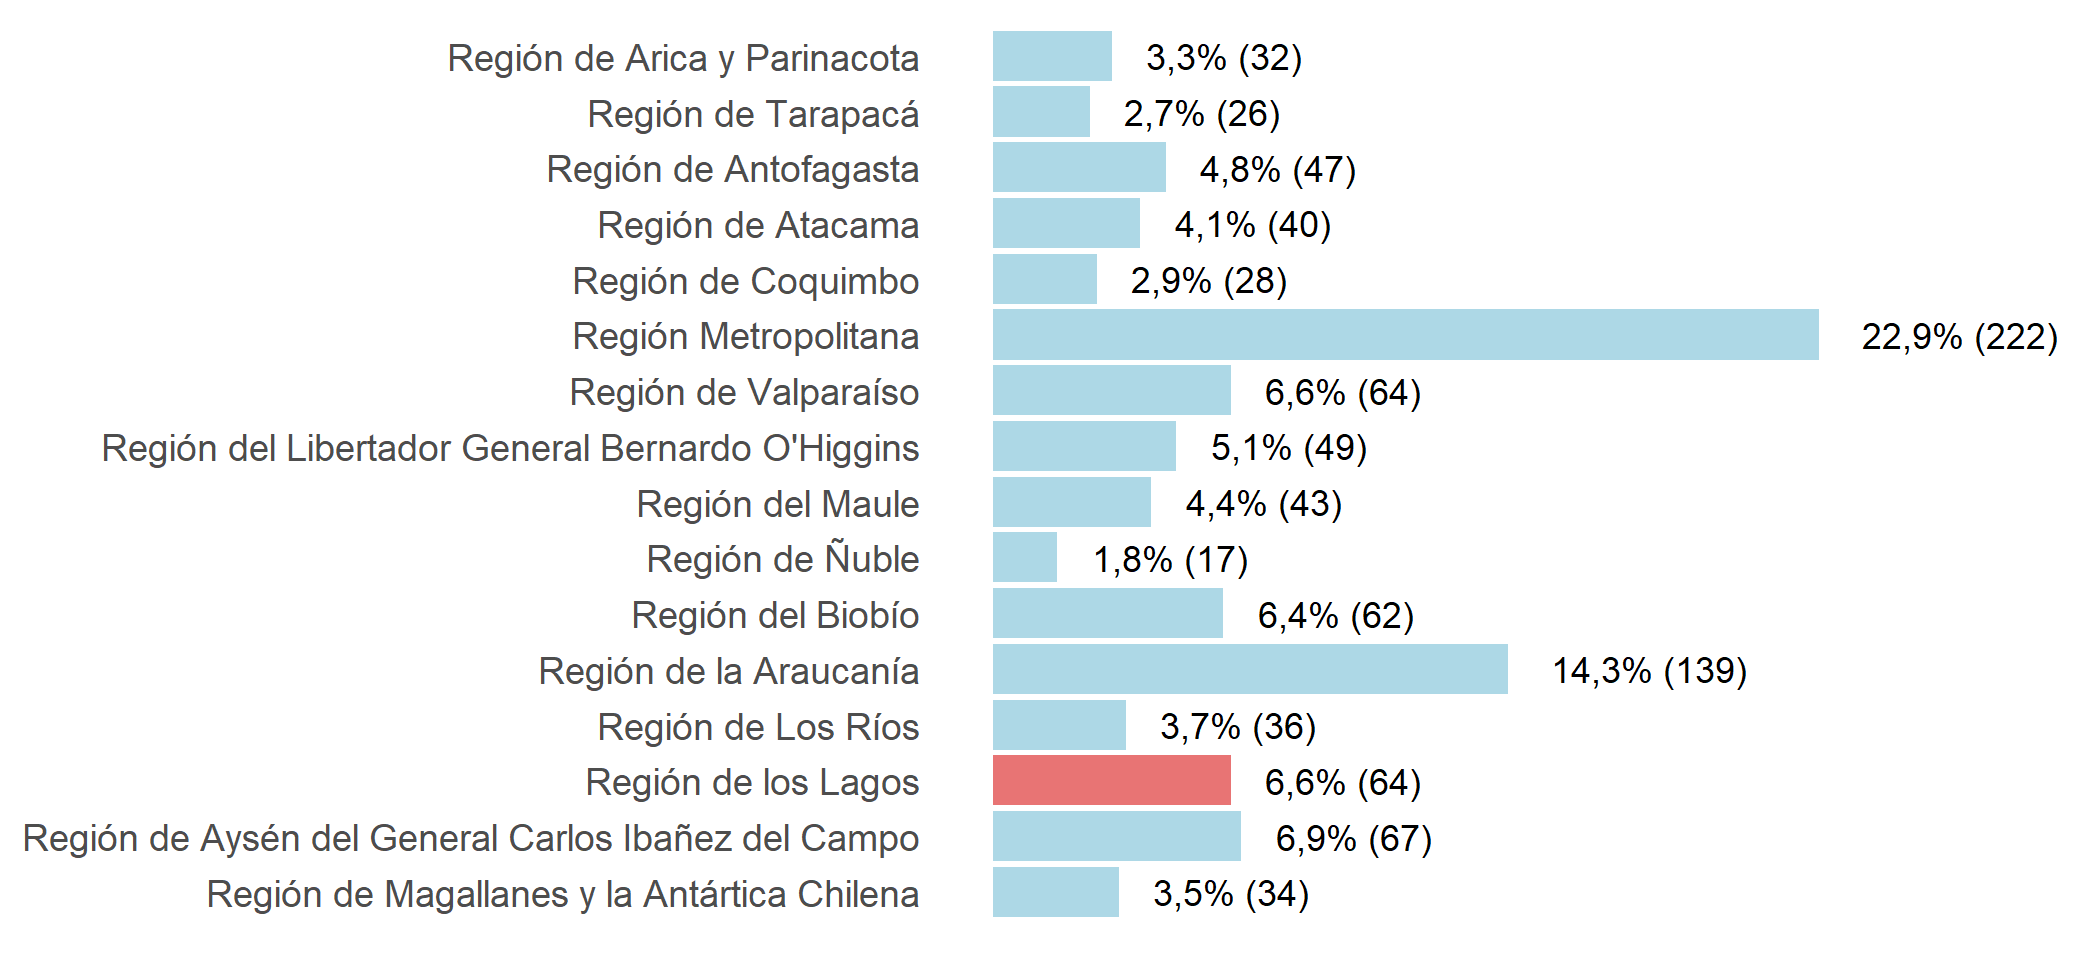 Región de Arica y Parinacota 3,3% (32)
Región de Tarapacá 2,7% (26)
Región de Antofagasta 4,8% (47)
Región de Atacama 4,1% (40)
Región de Coquimbo 2,9% (28)
Región Metropolitana 22,9% (222)
Región de Valparaíso 6,6% (64)
Región del Libertador General Bernardo O'Higgins 5,1% (49)
Región del Maule 4,4% (43)
Región de Ñuble 1,8% (17)
Región del Biobío 6,4% (62)
Región de la Araucanía 14,3% (139)
Región de Los Ríos 3,7% (36)
Región de los Lagos 6,6% (64)
Región de Aysén del General Carlos Ibañez del Campo 6,9% (67)
Región de Magallanes y la Antártica Chilena 3,5% (34)